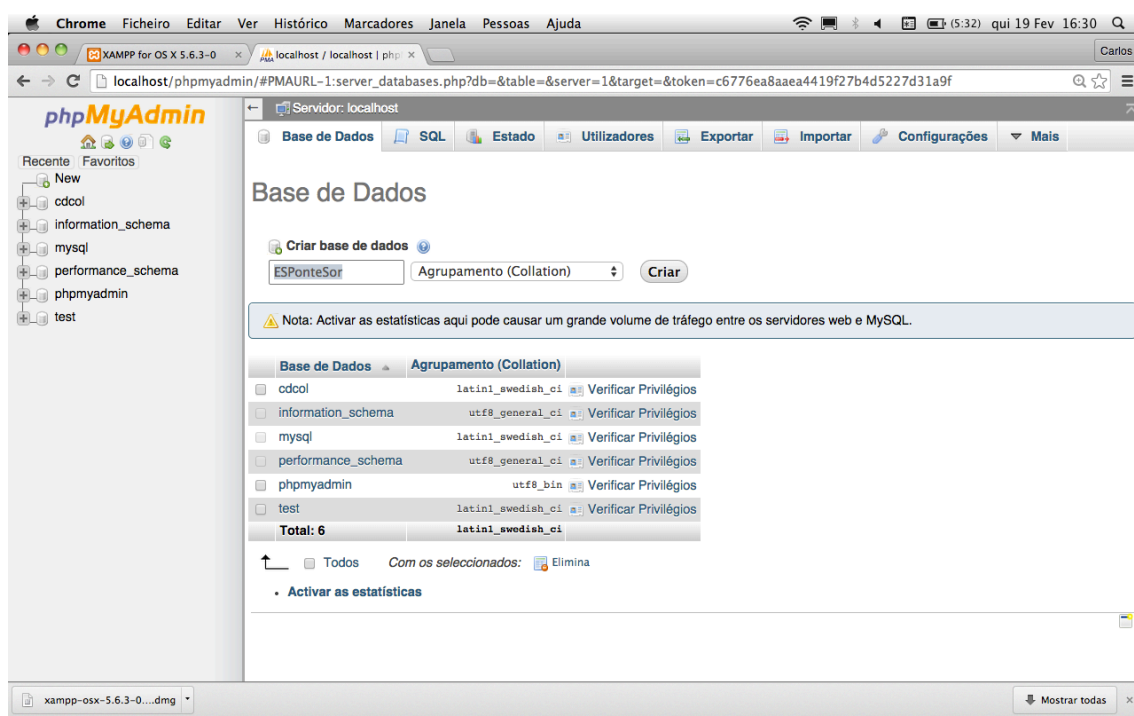 Chrome Ficheiro Editar Ver Histórico Marcadores Janela Pessoas Ajuda (5:32) qui 19 Fev 16:30
XAMPP for OS X 5.6.3-0 × localhost / localhost | php × Carlos
localhost/phpmyadmin/#PMAURL-1:server_databases.php?db=&table=&server=1&target=&token=c6776ea8aaea4419f27b4d5227d31a9f
phpMyAdmin
Recente Favoritos
New
cdcol
information_schema
mysql
performance_schema
phpmyadmin
test
Servidor: localhost
Base de Dados SQL Estado Utilizadores Exportar Importar Configurações Mais
Base de Dados
Criar base de dados
ESPonteSor Agrupamento (Collation) Criar
Nota: Activar as estatísticas aqui pode causar um grande volume de tráfego entre os servidores web e MySQL.
Base de Dados Agrupamento (Collation)
cdcol latin1_swedish_ci Verificar Privilégios
information_schema utf8_general_ci Verificar Privilégios
mysql latin1_swedish_ci Verificar Privilégios
performance_schema utf8_general_ci Verificar Privilégios
phpmyadmin utf8_bin Verificar Privilégios
test latin1_swedish_ci Verificar Privilégios
Total: 6 latin1_swedish_ci
Todos Com os seleccionados: Elimina
• Activar as estatísticas
xampp-osx-5.6.3-0....dmg Mostrar todas ×